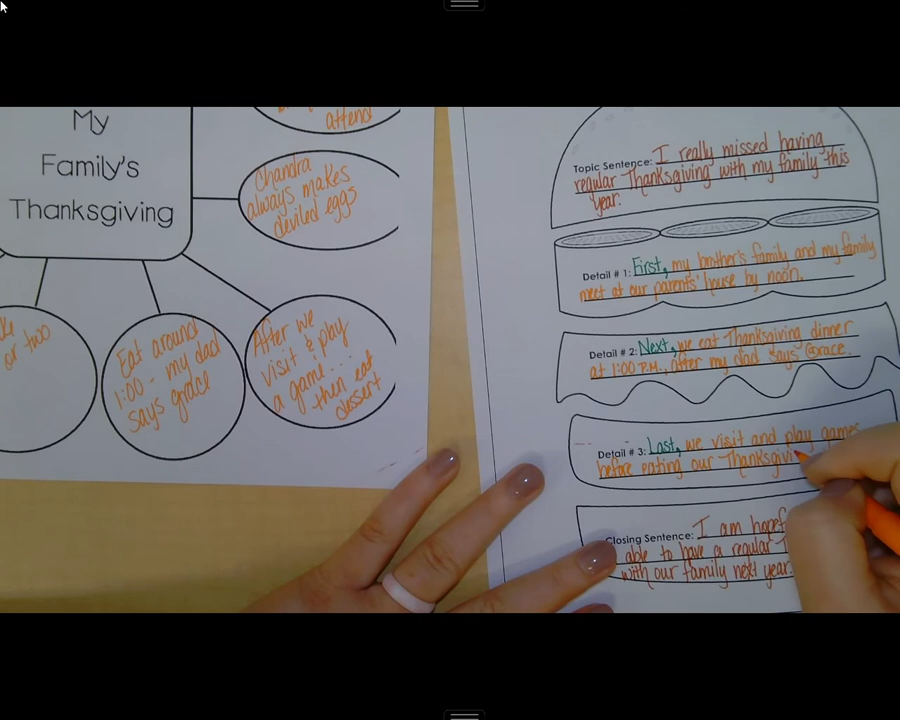 My
Family's
Thanksgiving
attend
Chandra
always makes
deviled eggs
or two
Eat around
1:00 - my dad
says grace
After we
visit & play
a game...
then eat
dessert
Topic Sentence: I really missed having
regular Thanksgiving with my family this
year.
Detail # 1: First, my brother's family and my family
meet at our parents' house by noon.
Detail # 2: Next, we eat Thanksgiving dinner
at 1:00 P.M., after my dad says Grace.
Detail # 3: Last, we visit and play games
before eating our Thanksgivi
Closing Sentence: I am hopef
able to have a regular
with our family next year.